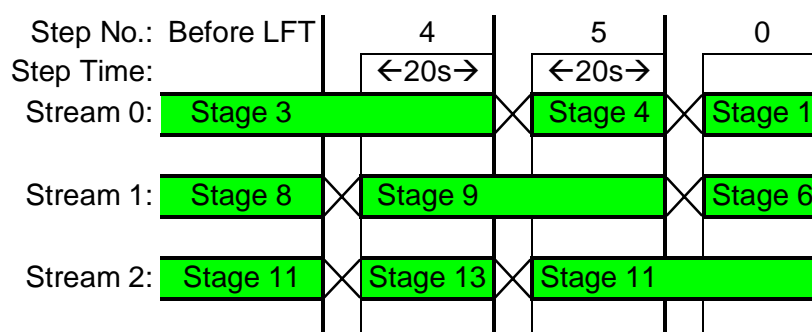 Step No.: Before LFT 4 5 0
Step Time: ←20s→ ←20s→
Stream 0: Stage 3 Stage 4 Stage 1
Stream 1: Stage 8 Stage 9 Stage 6
Stream 2: Stage 11 Stage 13 Stage 11